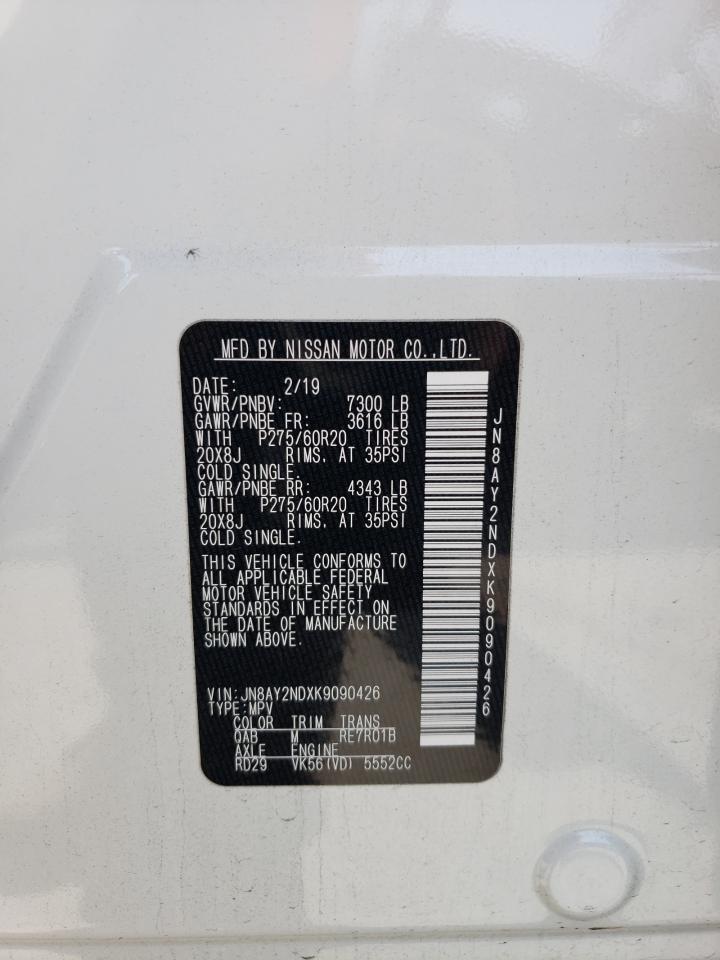 MFD BY NISSAN MOTOR CO.,LTD.
DATE: 2/19
GVWR/PNBV: 7300 LB
GAWR/PNBE FR: 3616 LB
WITH P275/60R20 TIRES
20X8J RIMS, AT 35PSI
COLD SINGLE.
GAWR/PNBE RR: 4343 LB
WITH P275/60R20 TIRES
20X8J RIMS, AT 35PSI
COLD SINGLE.
THIS VEHICLE CONFORMS TO
ALL APPLICABLE FEDERAL
MOTOR VEHICLE SAFETY
STANDARDS IN EFFECT ON
THE DATE OF MANUFACTURE
SHOWN ABOVE.
VIN:JN8AY2NDXK9090426
TYPE:MPV
COLOR TRIM TRANS
QAB M RE7R01B
AXLE ENGINE
RD29 VK56(VD) 5552CC
JN8AY2NDXK9090426